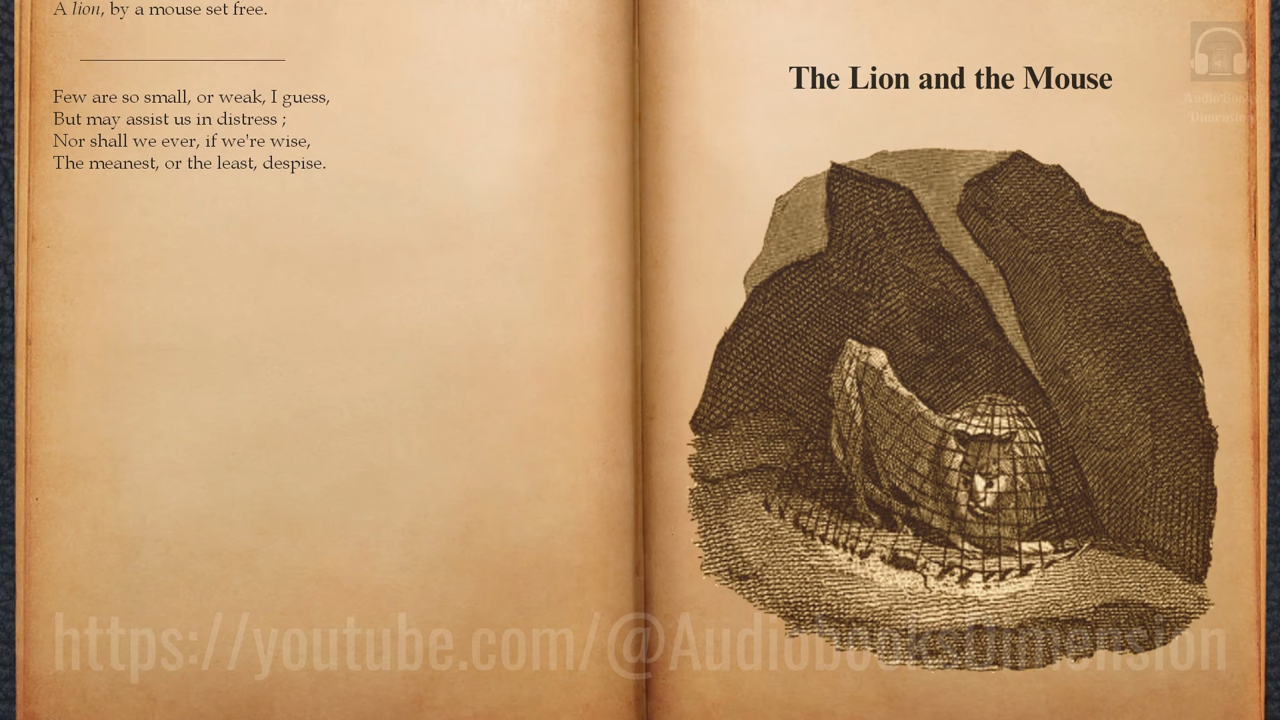 A lion, by a mouse set free.
Few are so small, or weak, I guess,
But may assist us in distress ;
Nor shall we ever, if we're wise,
The meanest, or the least, despise.
The Lion and the Mouse
AudioBooks
Dimension
https://youtube.com/@AudiobooksDimension